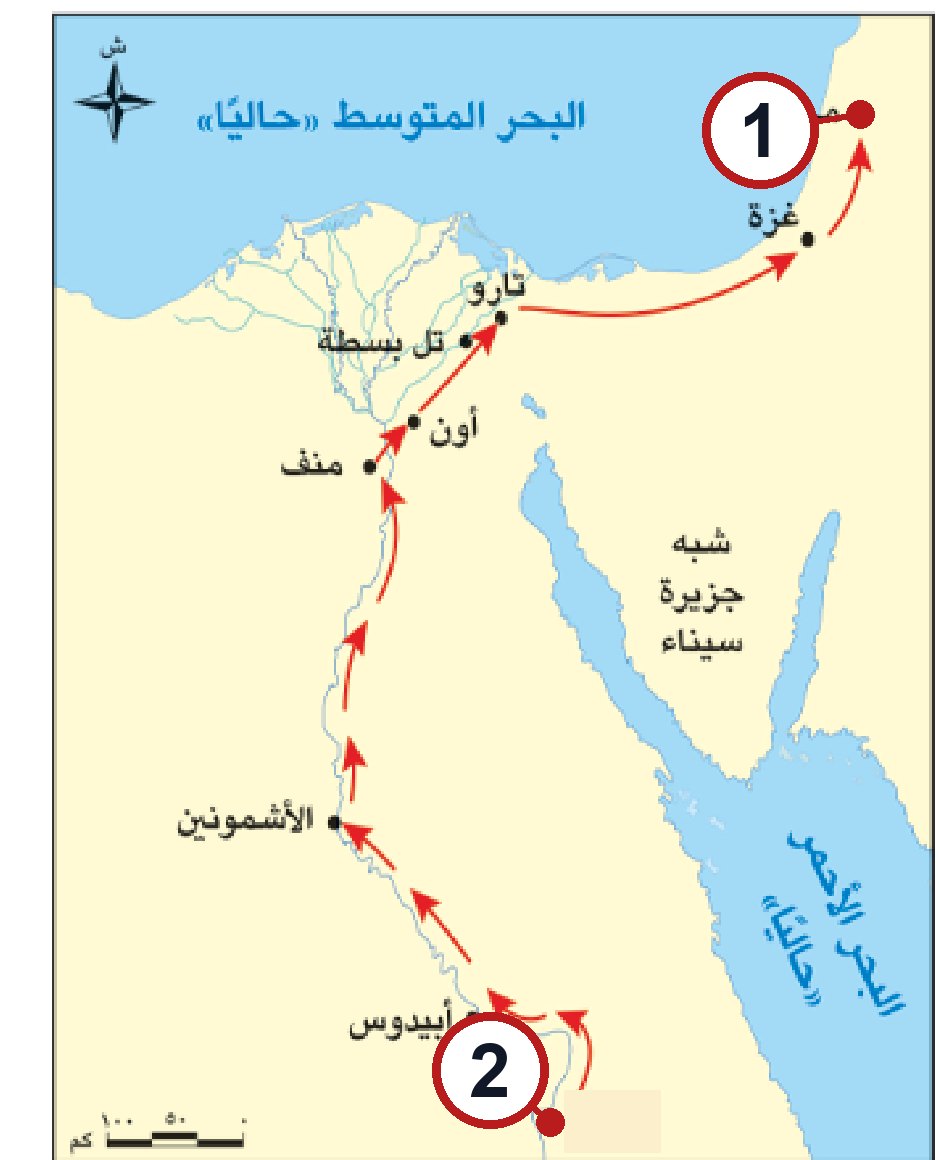 ش
البحر المتوسط «حاليًا»
1
غزة
تارو
تل بسطة
أون
منف
شبه
جزيرة
سيناء
الأشمونين
البحر الأحمر
«حاليًا»
أبيدوس
2
١٠٠ ٥٠ ٠
كم